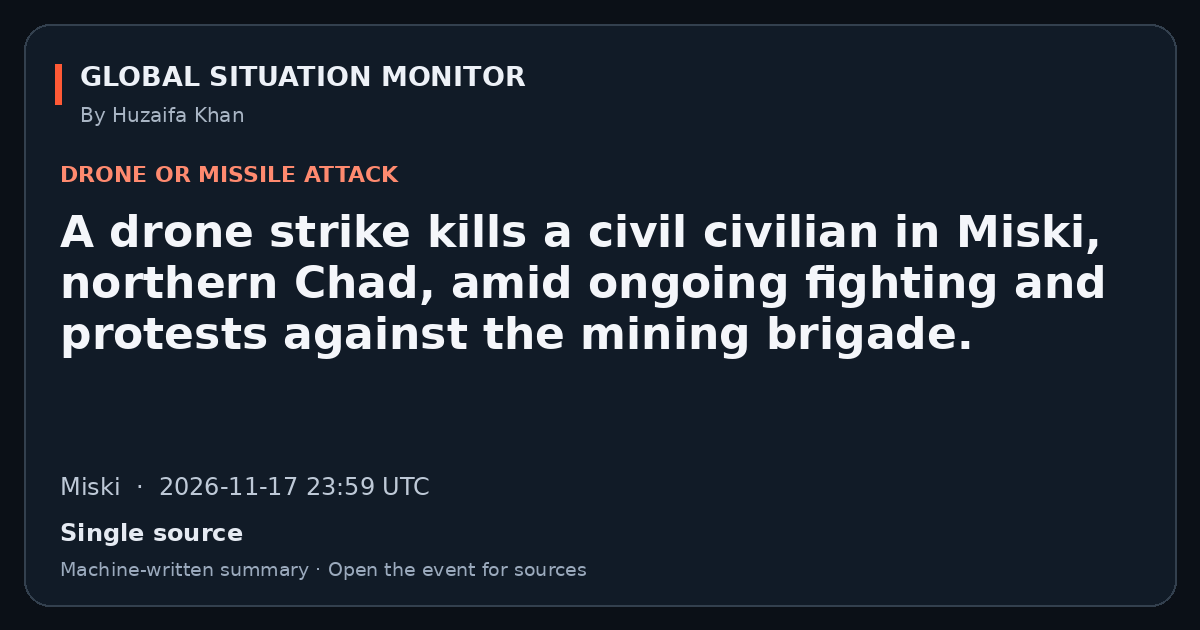 GLOBAL SITUATION MONITOR
By Huzaifa Khan
DRONE OR MISSILE ATTACK
A drone strike kills a civil civilian in Miski,
northern Chad, amid ongoing fighting and
protests against the mining brigade.
Miski · 2026-11-17 23:59 UTC
Single source
Machine-written summary · Open the event for sources